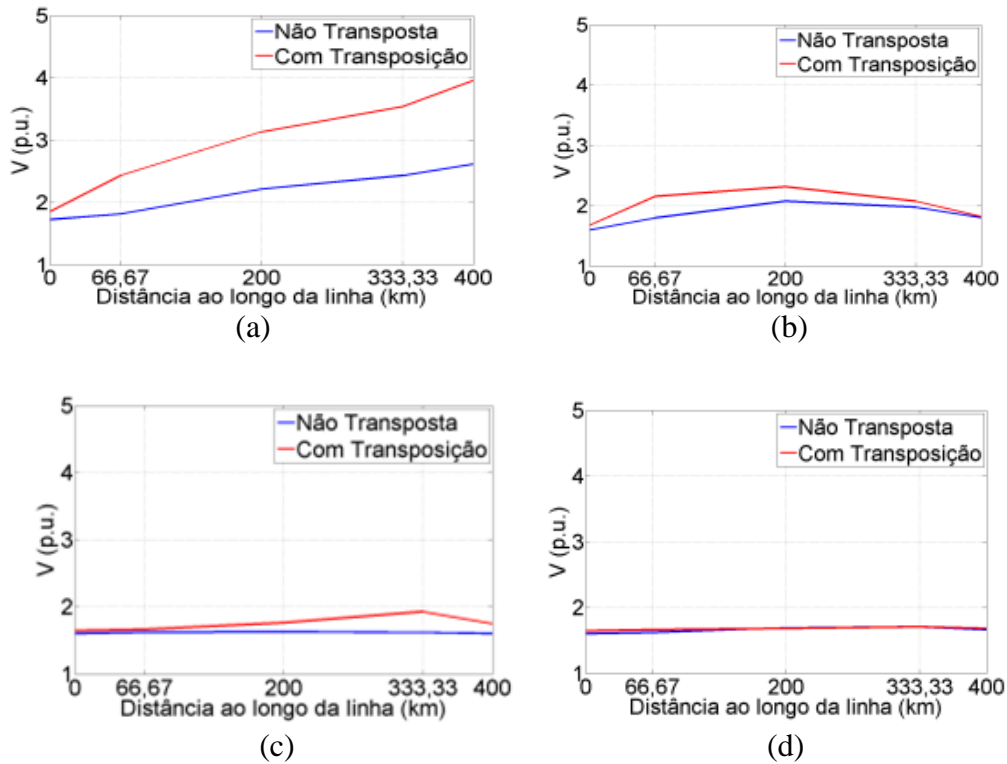 5
4
3
2
1
V (p.u.)
Não Transposta
Com Transposição
0 66,67 200 333,33 400
Distância ao longo da linha (km)
(a)
5
4
3
2
1
V (p.u.)
Não Transposta
Com Transposição
0 66,67 200 333,33 400
Distância ao longo da linha (km)
(b)
5
4
3
2
1
V (p.u.)
Não Transposta
Com Transposição
0 66,67 200 333,33 400
Distância ao longo da linha (km)
(c)
5
4
3
2
1
V (p.u.)
Não Transposta
Com Transposição
0 66,67 200 333,33 400
Distância ao longo da linha (km)
(d)